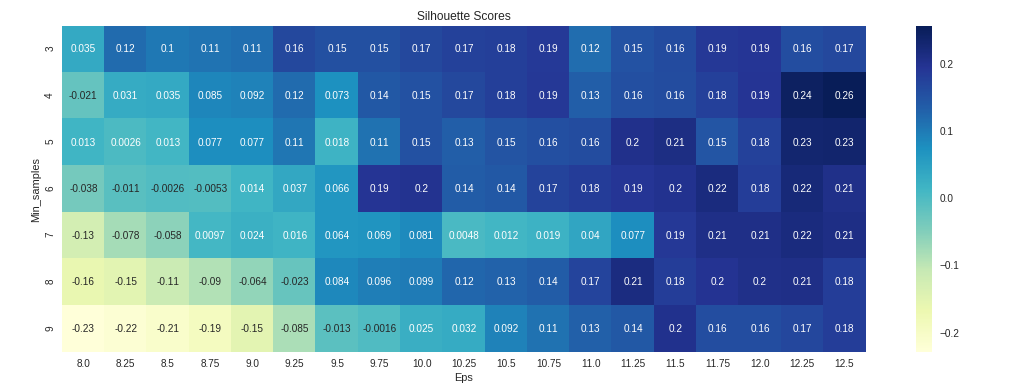 Silhouette Scores
3 0.035 0.12 0.1 0.11 0.11 0.16 0.15 0.15 0.17 0.17 0.18 0.19 0.12 0.15 0.16 0.19 0.19 0.16 0.17
4 -0.021 0.031 0.035 0.085 0.092 0.12 0.073 0.14 0.15 0.17 0.18 0.19 0.13 0.16 0.16 0.18 0.19 0.24 0.26
5 0.013 0.0026 0.013 0.077 0.077 0.11 0.018 0.11 0.15 0.13 0.15 0.16 0.16 0.2 0.21 0.15 0.18 0.23 0.23
6 -0.038 -0.011 -0.0026 -0.0053 0.014 0.037 0.066 0.19 0.2 0.14 0.14 0.17 0.18 0.19 0.2 0.22 0.18 0.22 0.21
7 -0.13 -0.078 -0.058 0.0097 0.024 0.016 0.064 0.069 0.081 0.0048 0.012 0.019 0.04 0.077 0.19 0.21 0.21 0.22 0.21
8 -0.16 -0.15 -0.11 -0.09 -0.064 -0.023 0.084 0.096 0.099 0.12 0.13 0.14 0.17 0.21 0.18 0.2 0.2 0.21 0.18
9 -0.23 -0.22 -0.21 -0.19 -0.15 -0.085 -0.013 -0.0016 0.025 0.032 0.092 0.11 0.13 0.14 0.2 0.16 0.16 0.17 0.18
8.0 8.25 8.5 8.75 9.0 9.25 9.5 9.75 10.0 10.25 10.5 10.75 11.0 11.25 11.5 11.75 12.0 12.25 12.5
Eps
Min_samples
0.2
0.1
0.0
−0.1
−0.2